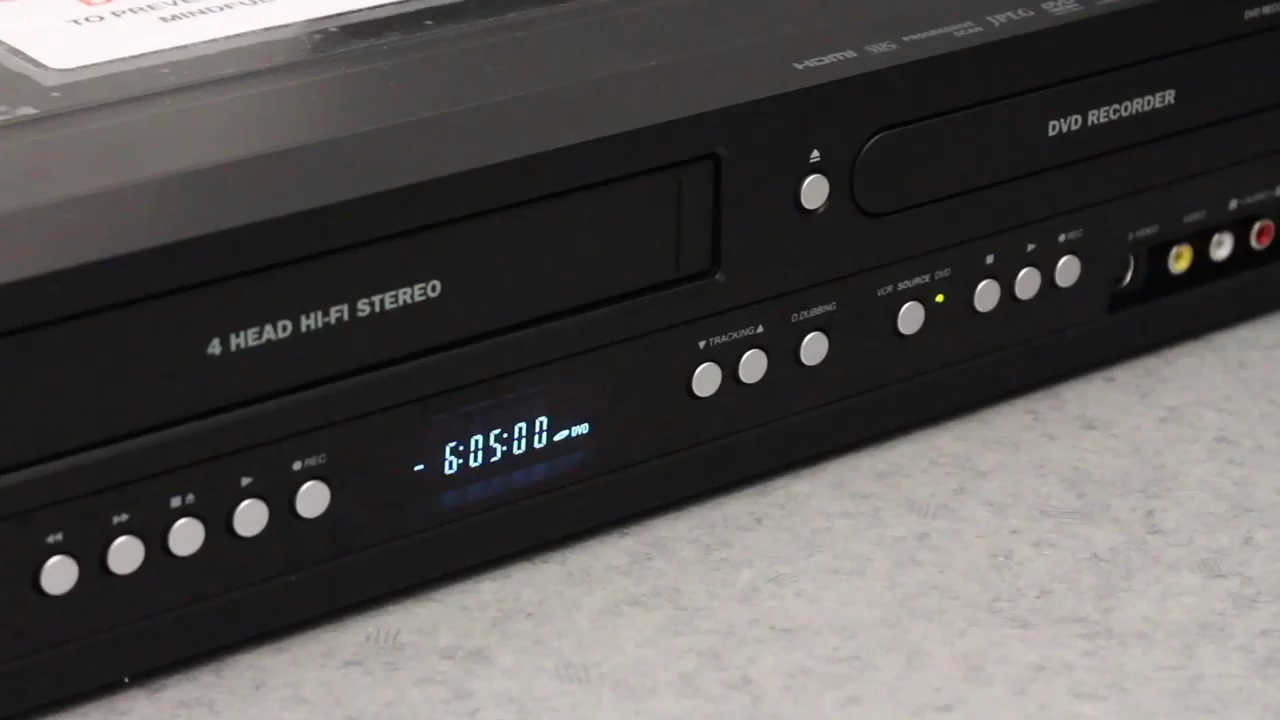 TO PREVE
MINDFU
HDMI VHS PROGRESSIVE SCAN JPEG DVD
DVD RECORDER
4 HEAD HI-FI STEREO
VCR SOURCE DVD
REC
S-VIDEO
VIDEO
▼ TRACKING ▲
D.DUBBING
REC
- 6:05:00 DVD